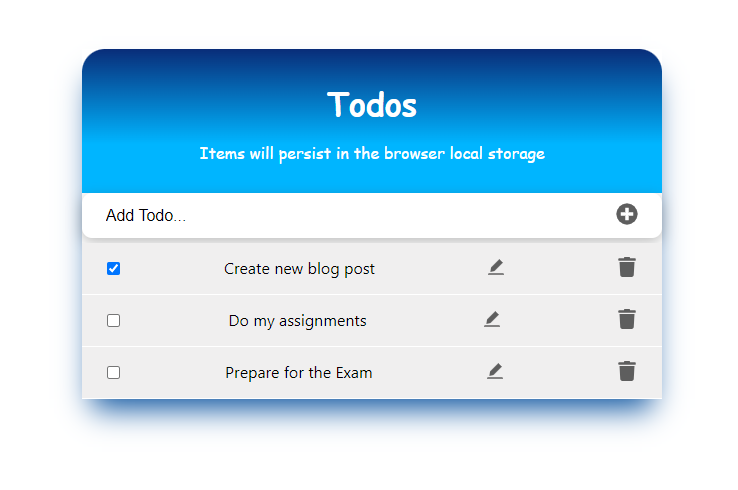 Todos
Items will persist in the browser local storage
Add Todo...
Create new blog post
Do my assignments
Prepare for the Exam